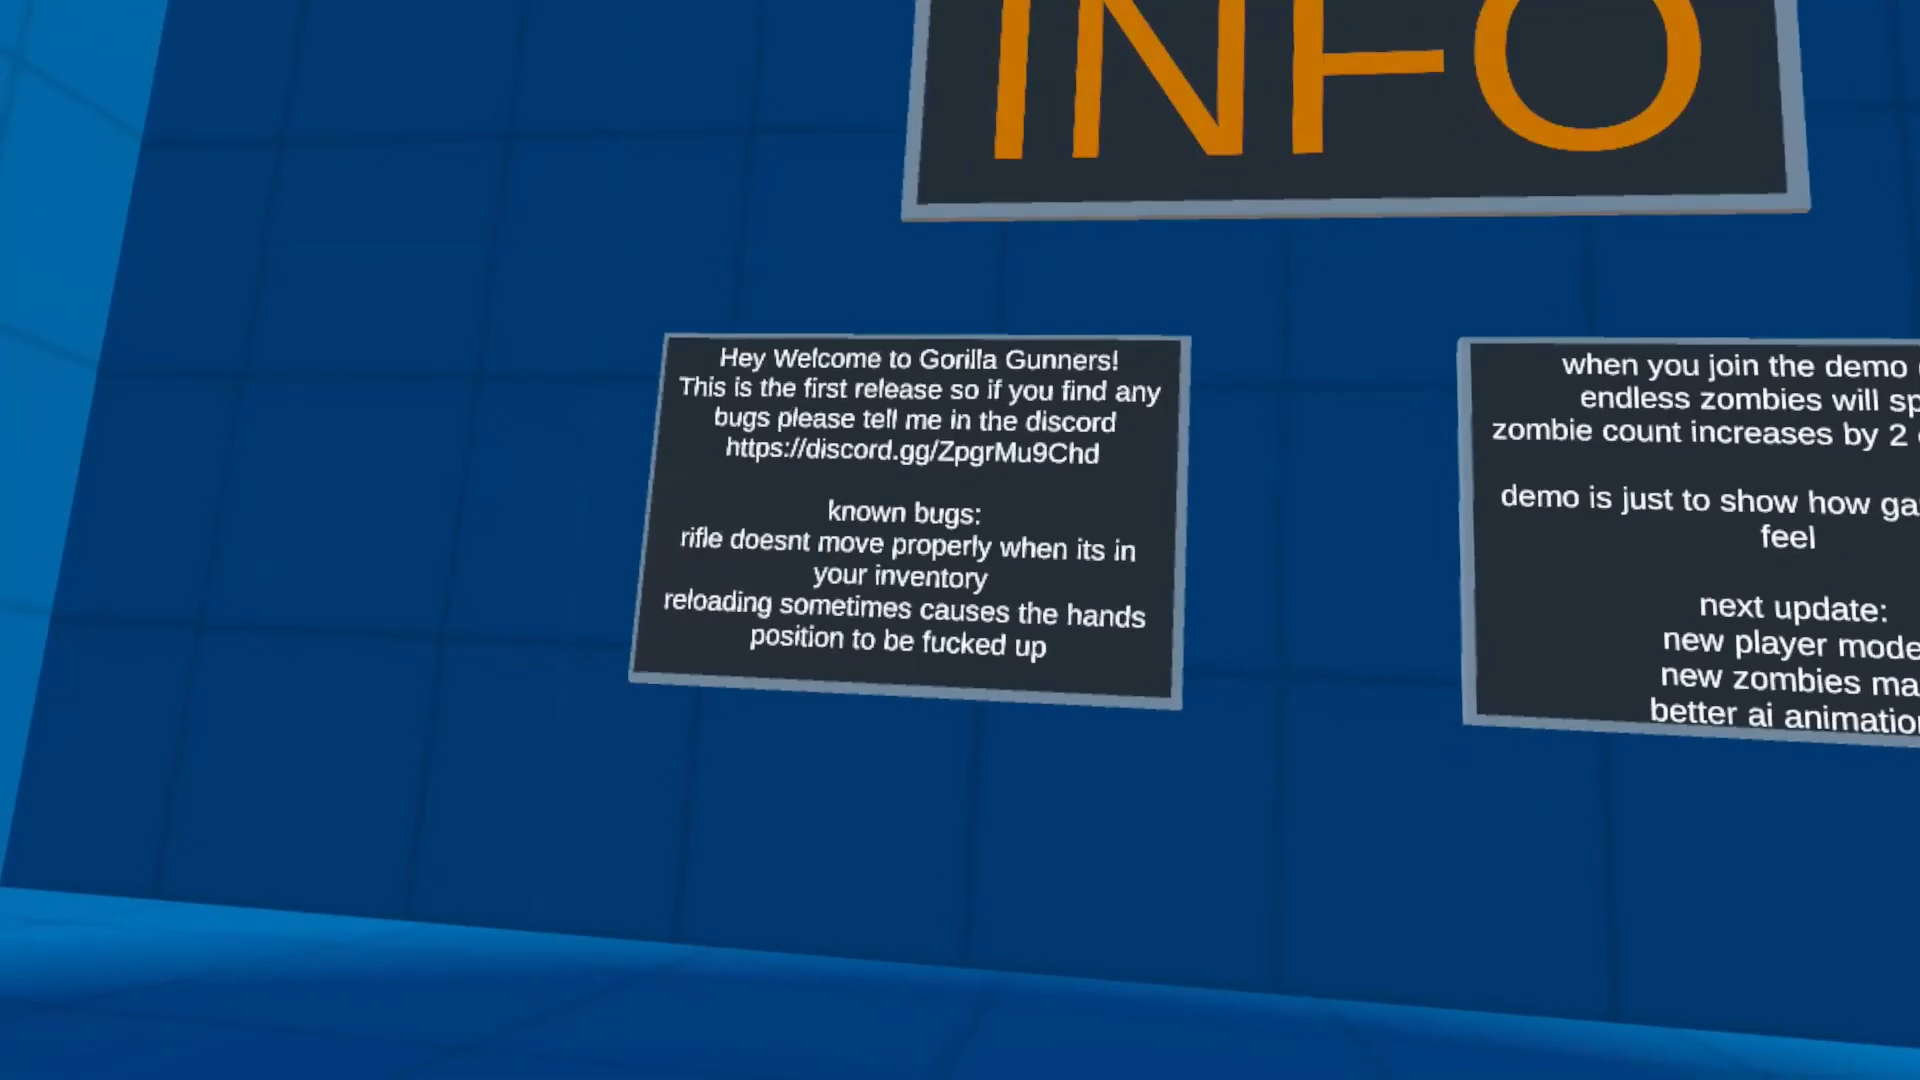 INFO
Hey Welcome to Gorilla Gunners!
This is the first release so if you find any
bugs please tell me in the discord
https://discord.gg/ZpgrMu9Chd
known bugs:
rifle doesnt move properly when its in
your inventory
reloading sometimes causes the hands
position to be fucked up
when you join the demo
endless zombies will
zombie count increases by 2
demo is just to show how
feel
next update:
new player
new zombies
better ai